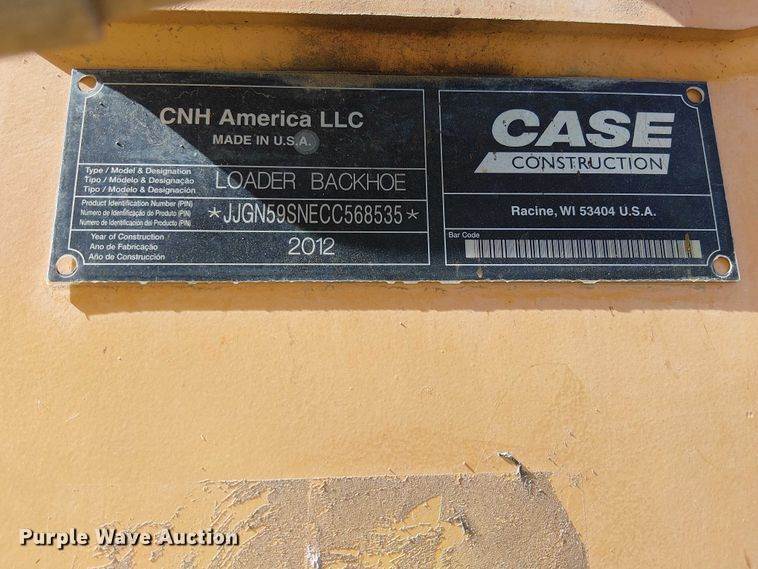 CNH America LLC
MADE IN U.S.A.
Type / Model & Designation
Tipo / Modelo & Designação
Tipo / Modelo & Designación
LOADER BACKHOE
Product Identification Number (PIN)
Número de Identificação do Produto (PIN)
Número de Identificación del Producto (PIN)
*JJGN59SNECC568535*
Year of Construction
Ano de Fabricação
Año de Construcción
2012
CASE
CONSTRUCTION
Racine, WI 53404 U.S.A.
Bar Code
Purple Wave Auction